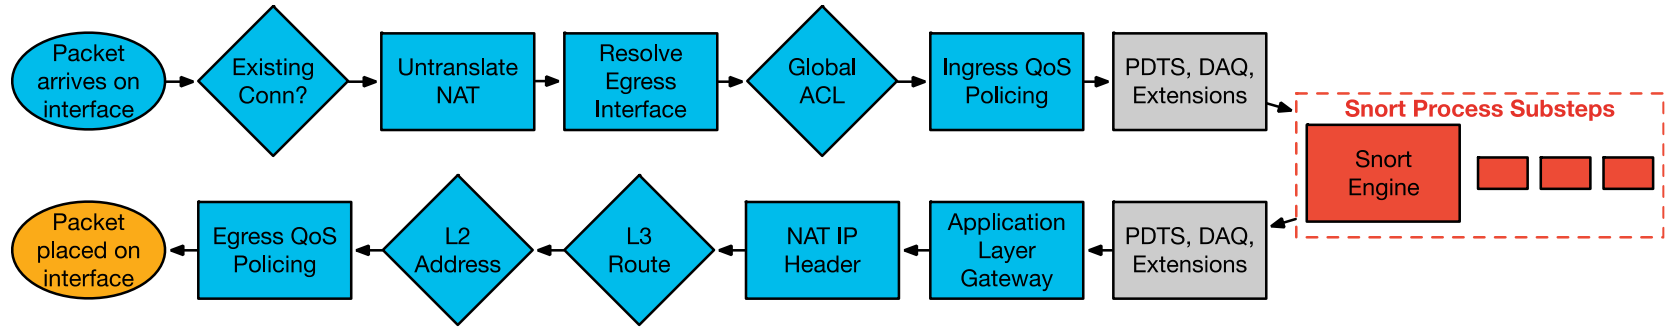 Packet
arrives on
interface
Existing
Conn?
Untranslate
NAT
Resolve
Egress
Interface
Global
ACL
Ingress QoS
Policing
PDTS, DAQ,
Extensions
Snort Process Substeps
Snort
Engine
Packet
placed on
interface
Egress QoS
Policing
L2
Address
L3
Route
NAT IP
Header
Application
Layer
Gateway
PDTS, DAQ,
Extensions